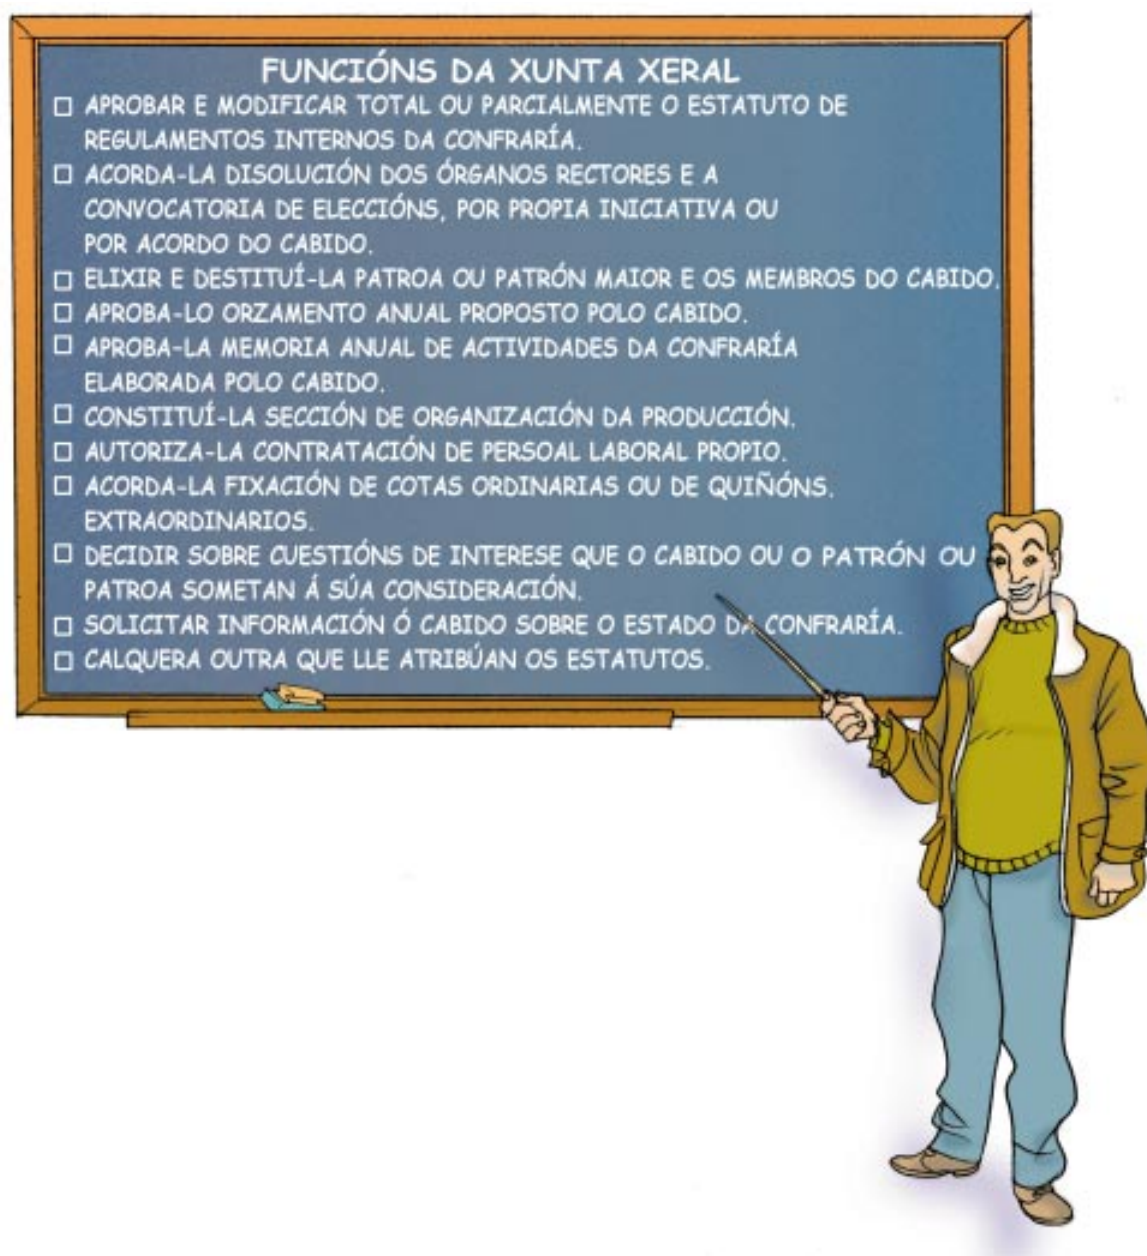 FUNCIÓNS DA XUNTA XERAL
☐ APROBAR E MODIFICAR TOTAL OU PARCIALMENTE O ESTATUTO DE
REGULAMENTOS INTERNOS DA CONFRARÍA.
☐ ACORDA-LA DISOLUCIÓN DOS ÓRGANOS RECTORES E A
CONVOCATORIA DE ELECCIÓNS, POR PROPIA INICIATIVA OU
POR ACORDO DO CABIDO.
☐ ELIXIR E DESTITUÍ-LA PATROA OU PATRÓN MAIOR E OS MEMBROS DO CABIDO.
☐ APROBA-LO ORZAMENTO ANUAL PROPOSTO POLO CABIDO.
☐ APROBA-LA MEMORIA ANUAL DE ACTIVIDADES DA CONFRARÍA
ELABORADA POLO CABIDO.
☐ CONSTITUÍ-LA SECCIÓN DE ORGANIZACIÓN DA PRODUCCIÓN.
☐ AUTORIZA-LA CONTRATACIÓN DE PERSOAL LABORAL PROPIO.
☐ ACORDA-LA FIXACIÓN DE COTAS ORDINARIAS OU DE QUIÑÓNS.
EXTRAORDINARIOS.
☐ DECIDIR SOBRE CUESTIÓNS DE INTERESE QUE O CABIDO OU O PATRÓN OU
PATROA SOMETAN Á SÚA CONSIDERACIÓN.
☐ SOLICITAR INFORMACIÓN Ó CABIDO SOBRE O ESTADO DA CONFRARÍA.
☐ CALQUERA OUTRA QUE LLE ATRIBÚAN OS ESTATUTOS.